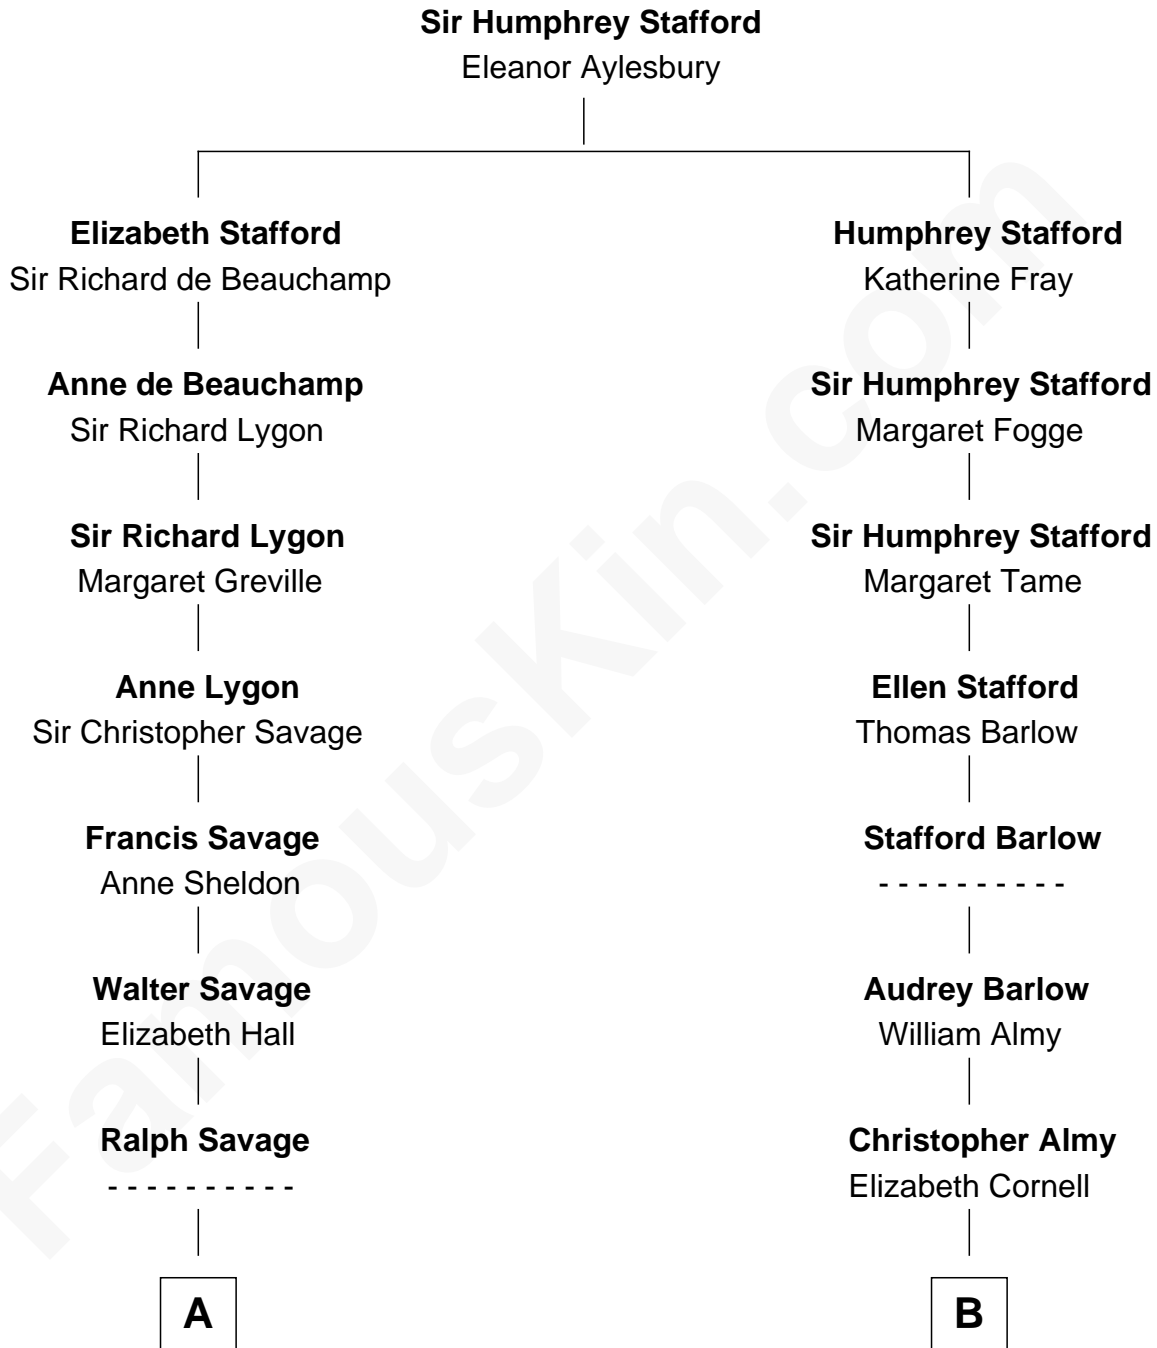 Sir Humphrey Stafford
Eleanor Aylesbury
Elizabeth Stafford
Sir Richard de Beauchamp
Anne de Beauchamp
Sir Richard Lygon
Sir Richard Lygon
Margaret Greville
Anne Lygon
Sir Christopher Savage
Francis Savage
Anne Sheldon
Walter Savage
Elizabeth Hall
Ralph Savage
- - - - - - - - - -
A
Humphrey Stafford
Katherine Fray
Sir Humphrey Stafford
Margaret Fogge
Sir Humphrey Stafford
Margaret Tame
Ellen Stafford
Thomas Barlow
Stafford Barlow
- - - - - - - - - -
Audrey Barlow
William Almy
Christopher Almy
Elizabeth Cornell
B
FamousKin.com